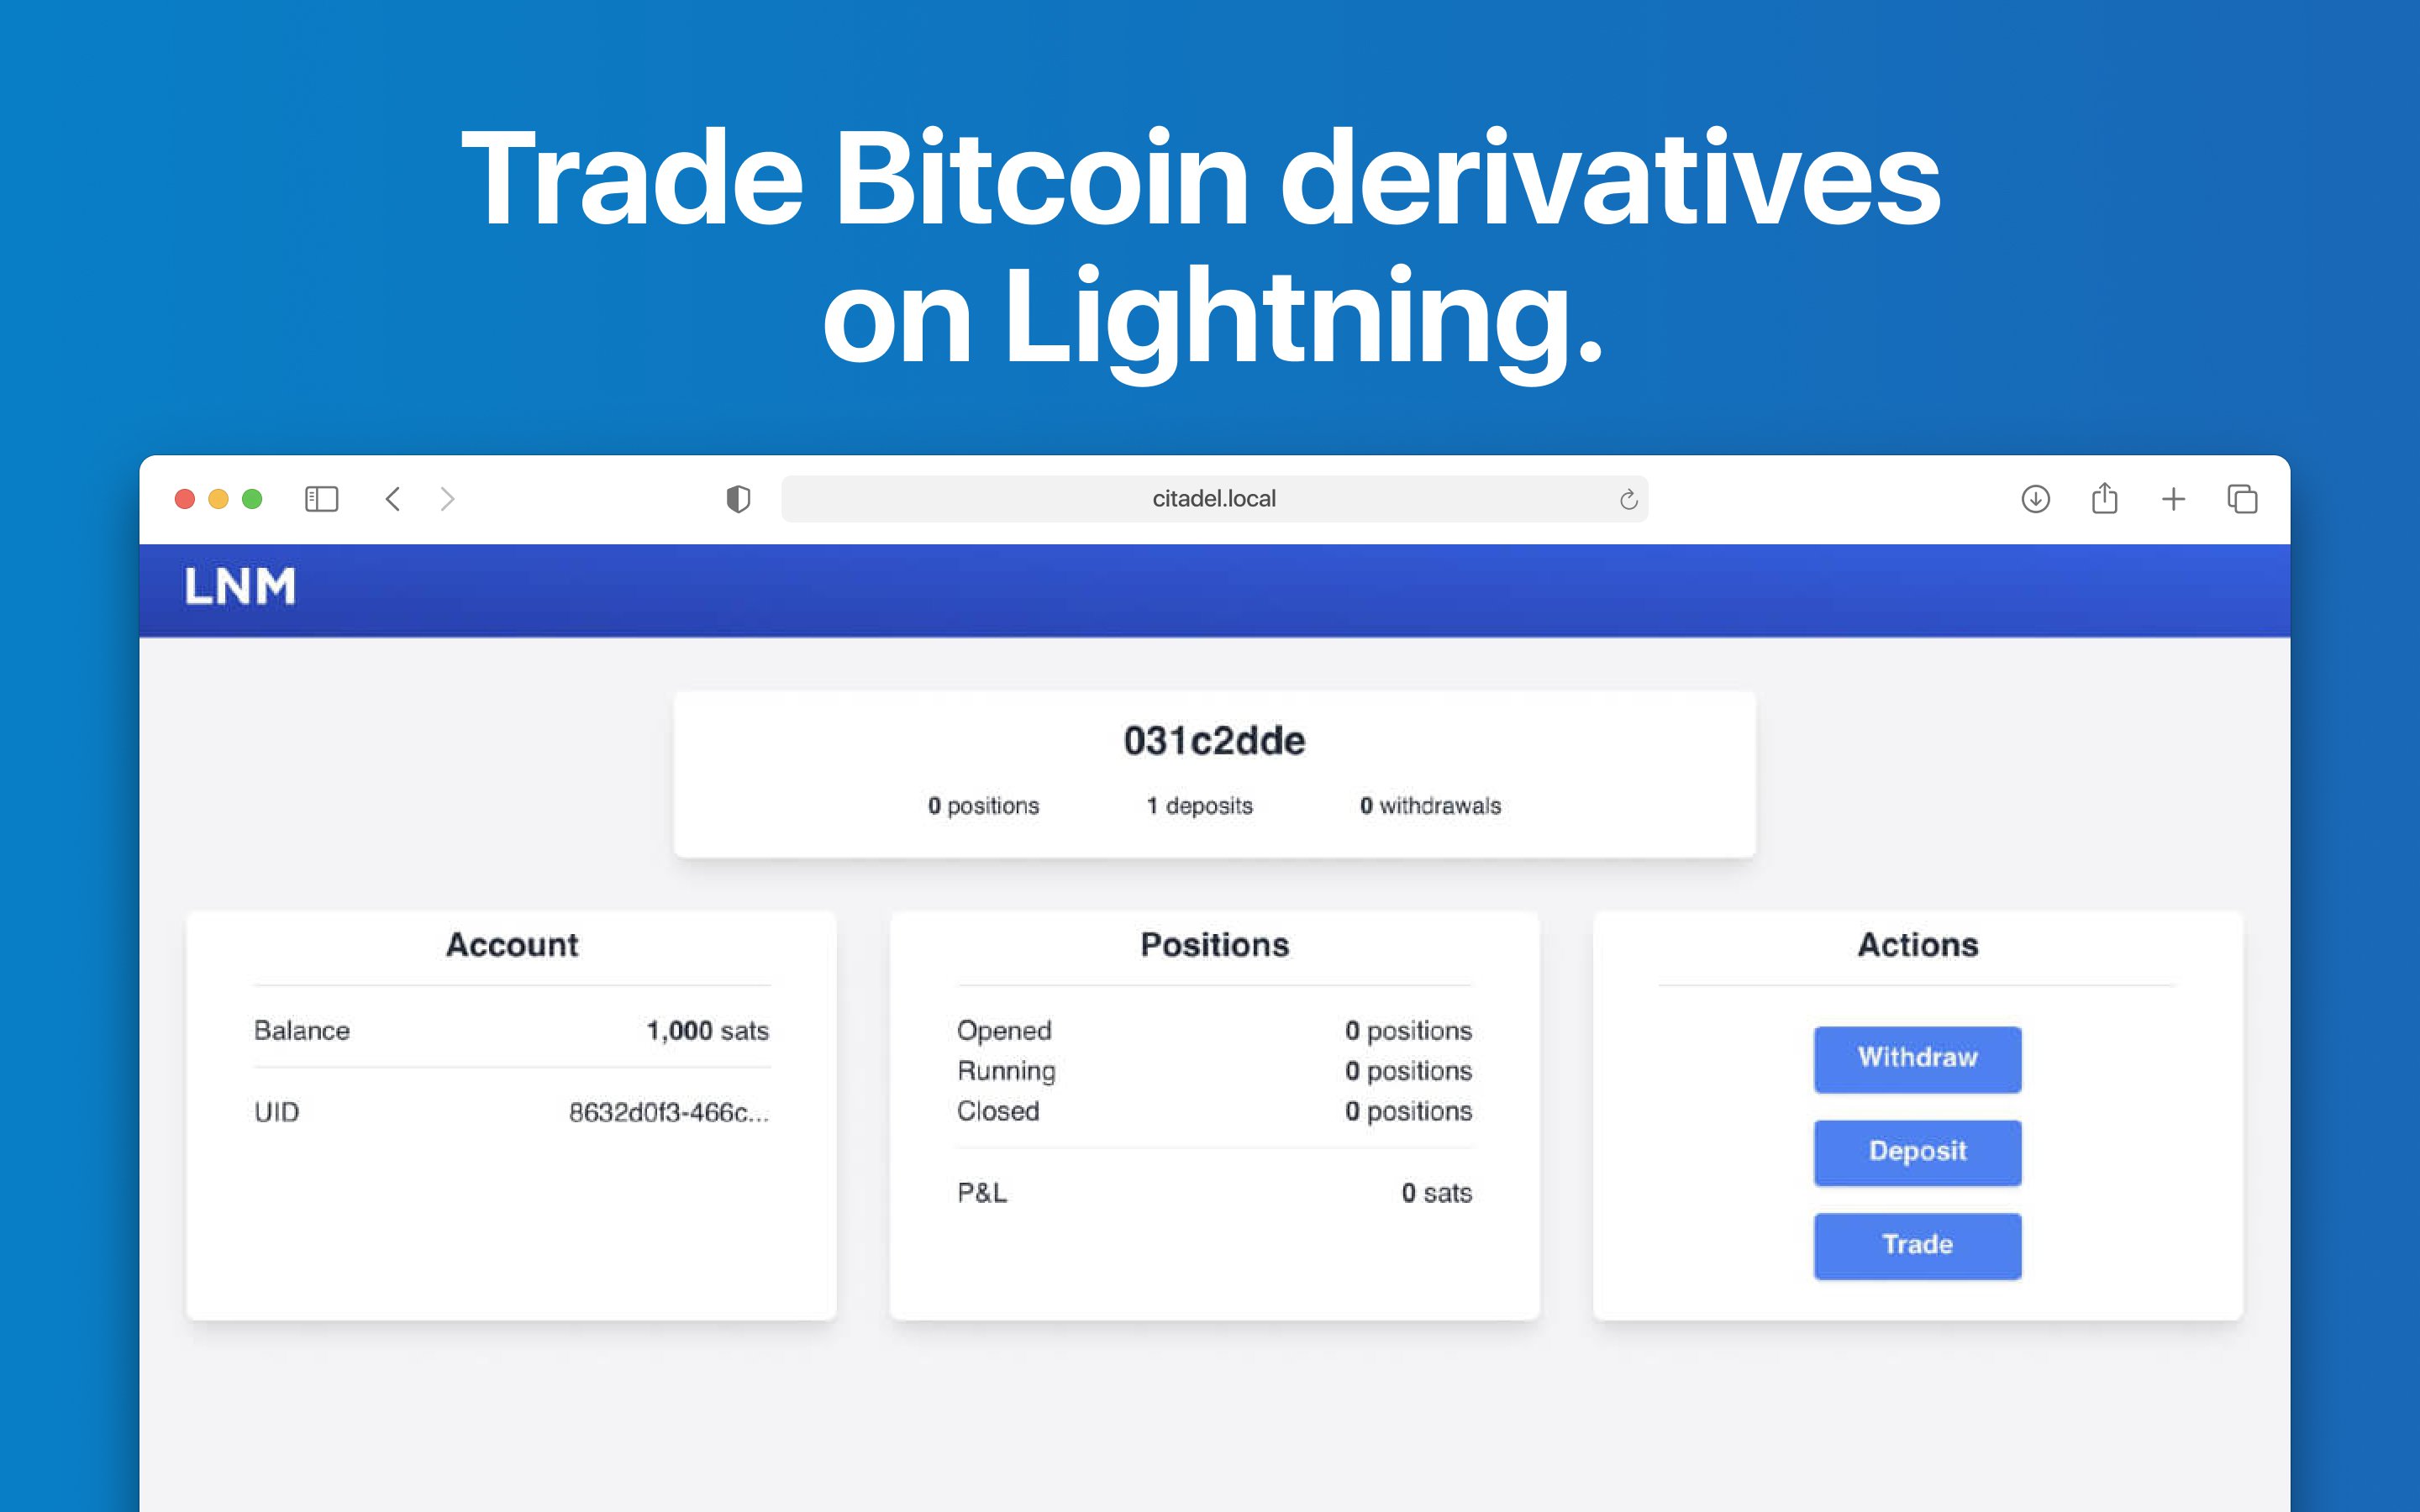 Trade Bitcoin derivatives
on Lightning.
citadel.local
LNM
031c2dde
0 positions 1 deposits 0 withdrawals
Account
Balance 1,000 sats
UID 8632d0f3-466c...
Positions
Opened 0 positions
Running 0 positions
Closed 0 positions
P&L 0 sats
Actions
Withdraw
Deposit
Trade